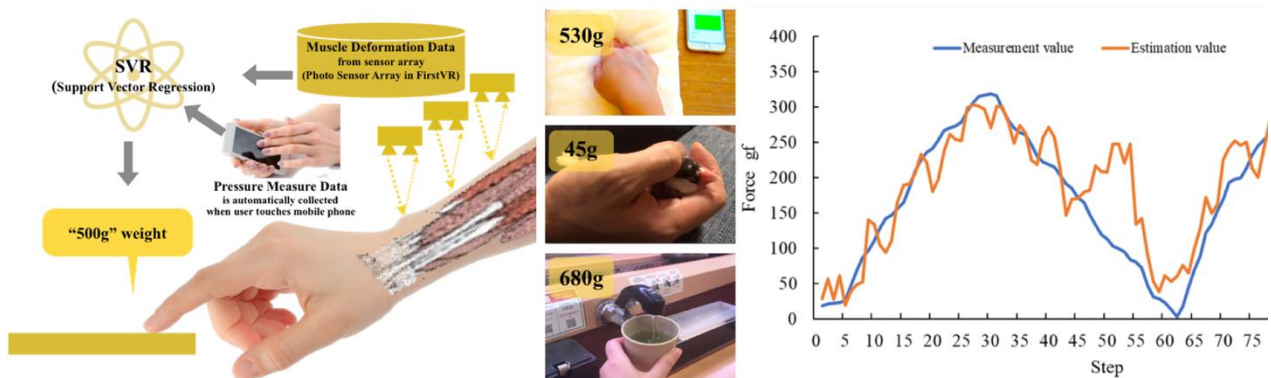 SVR
(Support Vector Regression)
Muscle Deformation Data
from sensor array
(Photo Sensor Array in FirstVR)
Pressure Measure Data
is automatically collected
when user touches mobile phone
“500g” weight
530g
45g
680g
Measurement value
Estimation value
Force gf
400
350
300
250
200
150
100
50
0
0 5 10 15 20 25 30 35 40 45 50 55 60 65 70 75
Step